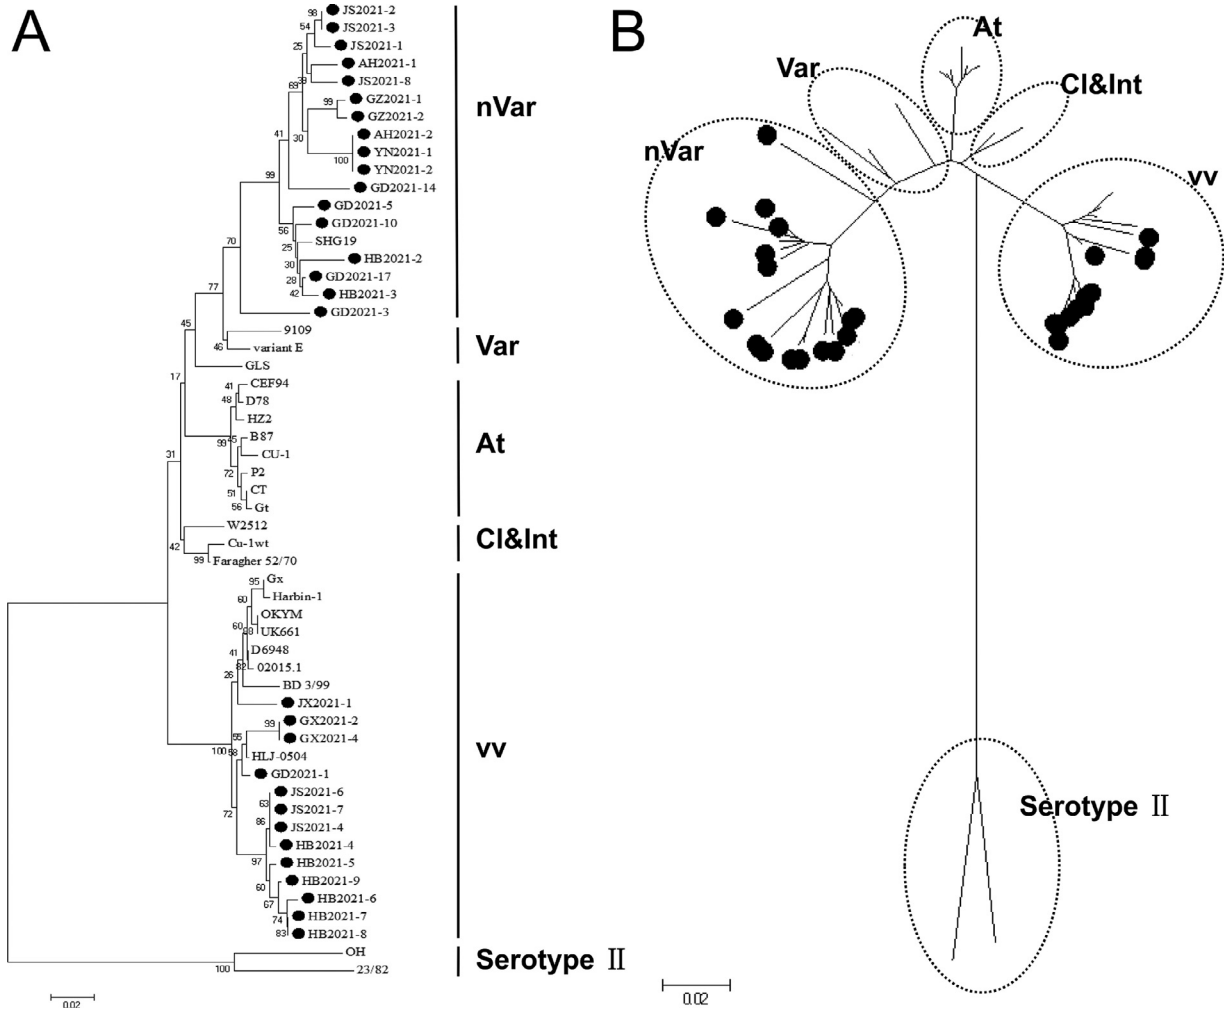 A
98
JS2021-2
JS2021-3
54
JS2021-1
25
AH2021-1
39
JS2021-8
69
99
GZ2021-1
GZ2021-2
30
AH2021-2
YN2021-1
100
YN2021-2
41
GD2021-14
99
GD2021-5
56
GD2021-10
25
SHG19
30
HB2021-2
28
GD2021-17
42
HB2021-3
70
GD2021-3
77
9109
46
variant E
45
GLS
17
41
CEF94
48
D78
HZ2
99
45
B87
CU-1
72
P2
51
CT
56
Gt
31
W2512
42
Cu-1wt
99
Faragher 52/70
95
Gx
Harbin-1
60
OKYM
60
UK661
41
D6948
82
02015.1
26
BD 3/99
JX2021-1
99
GX2021-2
GX2021-4
55
100
58
HLJ-0504
GD2021-1
72
63
JS2021-6
JS2021-7
86
JS2021-4
HB2021-4
97
HB2021-5
60
HB2021-9
67
HB2021-6
74
HB2021-7
83
HB2021-8
100
OH
23/82
0.02
nVar
Var
At
Cl&Int
vv
Serotype II
B
At
Var
Cl&Int
nVar
vv
Serotype II
0.02